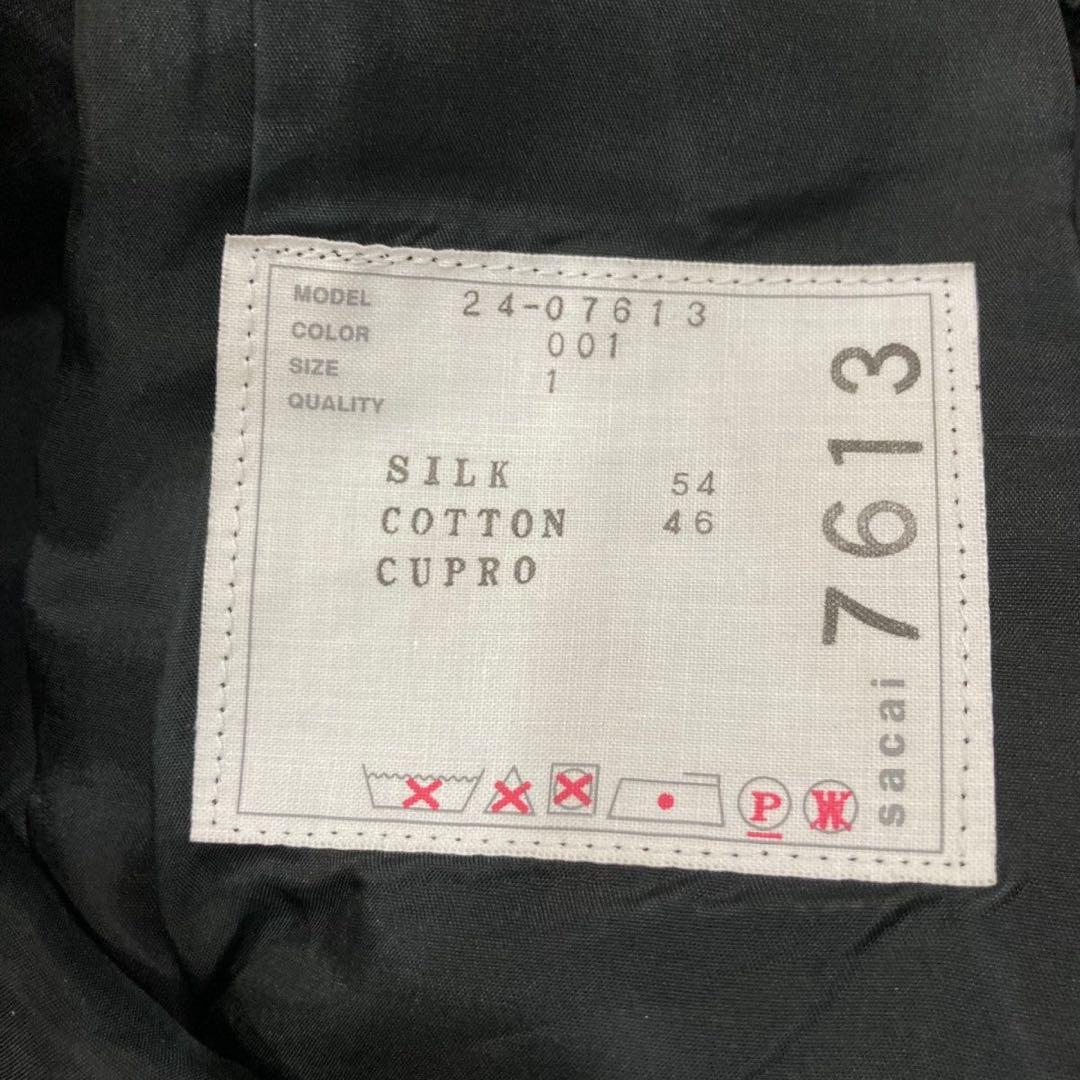 MODEL 24-07613
COLOR 001
SIZE 1
QUALITY
SILK 54
COTTON 46
CUPRO
P
W
sacai 7613